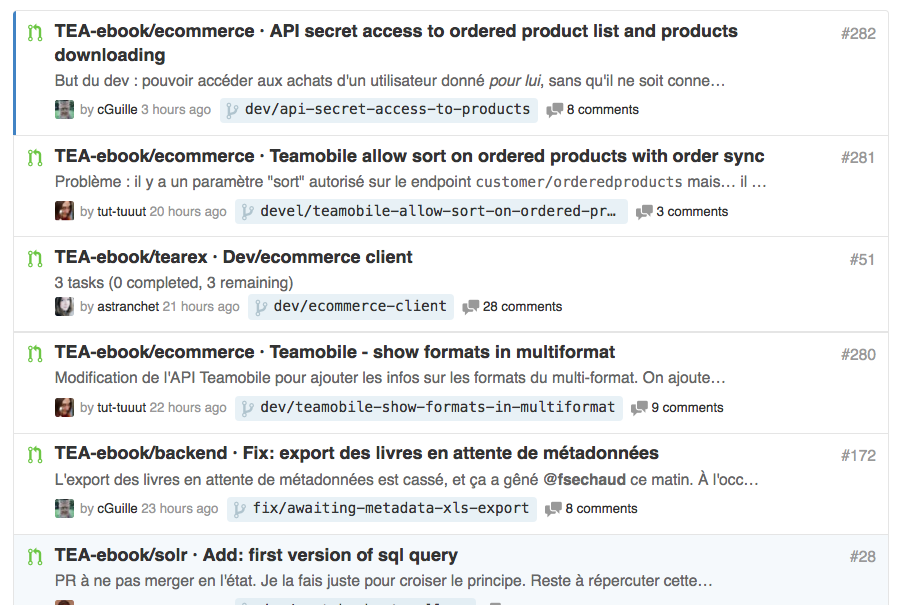 TEA-ebook/ecommerce · API secret access to ordered product list and products #282
downloading
But du dev : pouvoir accéder aux achats d'un utilisateur donné pour lui, sans qu'il ne soit conne…
by cGuille 3 hours ago dev/api-secret-access-to-products 8 comments
TEA-ebook/ecommerce · Teamobile allow sort on ordered products with order sync #281
Problème : il y a un paramètre "sort" autorisé sur le endpoint customer/orderedproducts mais… il …
by tut-tuuut 20 hours ago devel/teamobile-allow-sort-on-ordered-pr… 3 comments
TEA-ebook/tearex · Dev/ecommerce client #51
3 tasks (0 completed, 3 remaining)
by astranchet 21 hours ago dev/ecommerce-client 28 comments
TEA-ebook/ecommerce · Teamobile - show formats in multiformat #280
Modification de l'API Teamobile pour ajouter les infos sur les formats du multi-format. On ajoute…
by tut-tuuut 22 hours ago dev/teamobile-show-formats-in-multiformat 9 comments
TEA-ebook/backend · Fix: export des livres en attente de métadonnées #172
L'export des livres en attente de métadonnées est cassé, et ça a gêné @fsechaud ce matin. À l'occ…
by cGuille 23 hours ago fix/awaiting-metadata-xls-export 8 comments
TEA-ebook/solr · Add: first version of sql query #28
PR à ne pas merger en l'état. Je la fais juste pour croiser le principe. Reste à répercuter cette…